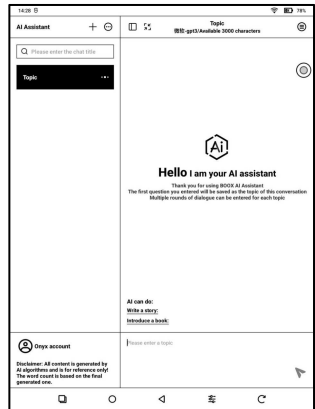 14:28
78%
AI Assistant
Topic
微软-gpt3/Available 3000 characters
Please enter the chat title
Topic
Ai
Hello I am your AI assistant
Thank you for using BOOX AI Assistant
The first question you entered will be saved as the topic of this conversation
Multiple rounds of dialogue can be entered for each topic
AI can do:
Write a story:
Introduce a book:
Onyx account
Please enter a topic
Disclaimer: All content is generated by
AI algorithms and is for reference only!
The word count is based on the final
generated one.